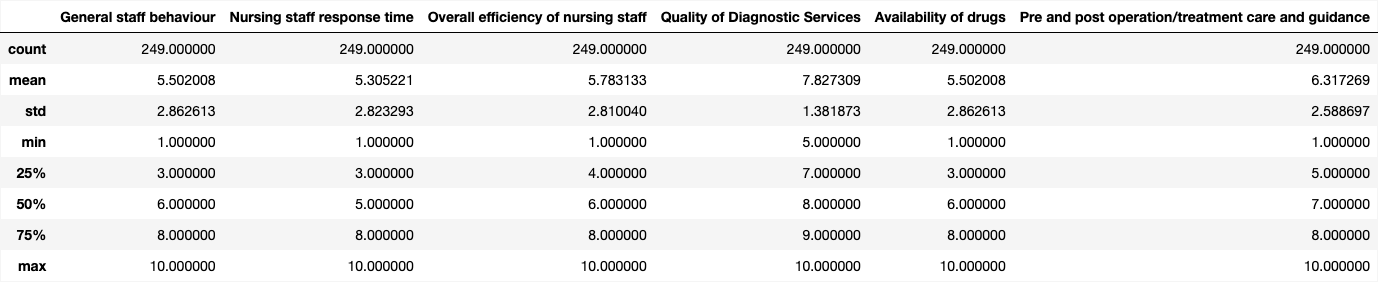 General staff behaviour Nursing staff response time Overall efficiency of nursing staff Quality of Diagnostic Services Availability of drugs Pre and post operation/treatment care and guidance
count 249.000000 249.000000 249.000000 249.000000 249.000000 249.000000
mean 5.502008 5.305221 5.783133 7.827309 5.502008 6.317269
std 2.862613 2.823293 2.810040 1.381873 2.862613 2.588697
min 1.000000 1.000000 1.000000 5.000000 1.000000 1.000000
25% 3.000000 3.000000 4.000000 7.000000 3.000000 5.000000
50% 6.000000 5.000000 6.000000 8.000000 6.000000 7.000000
75% 8.000000 8.000000 8.000000 9.000000 8.000000 8.000000
max 10.000000 10.000000 10.000000 10.000000 10.000000 10.000000